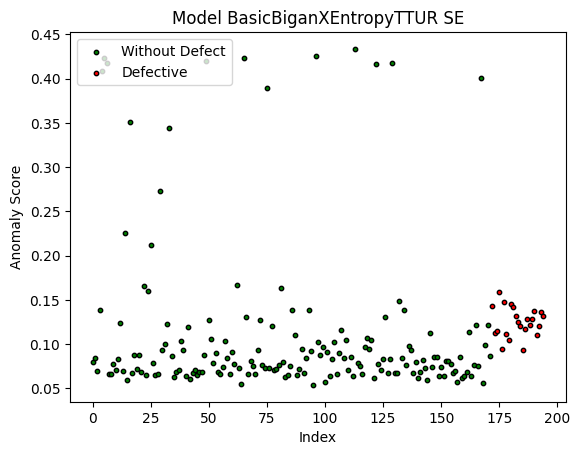 Model BasicBiganXEntropyTTUR SE
0.45
0.40
0.35
0.30
0.25
0.20
0.15
0.10
0.05
Anomaly Score
Without Defect
Defective
0 25 50 75 100 125 150 175 200
Index